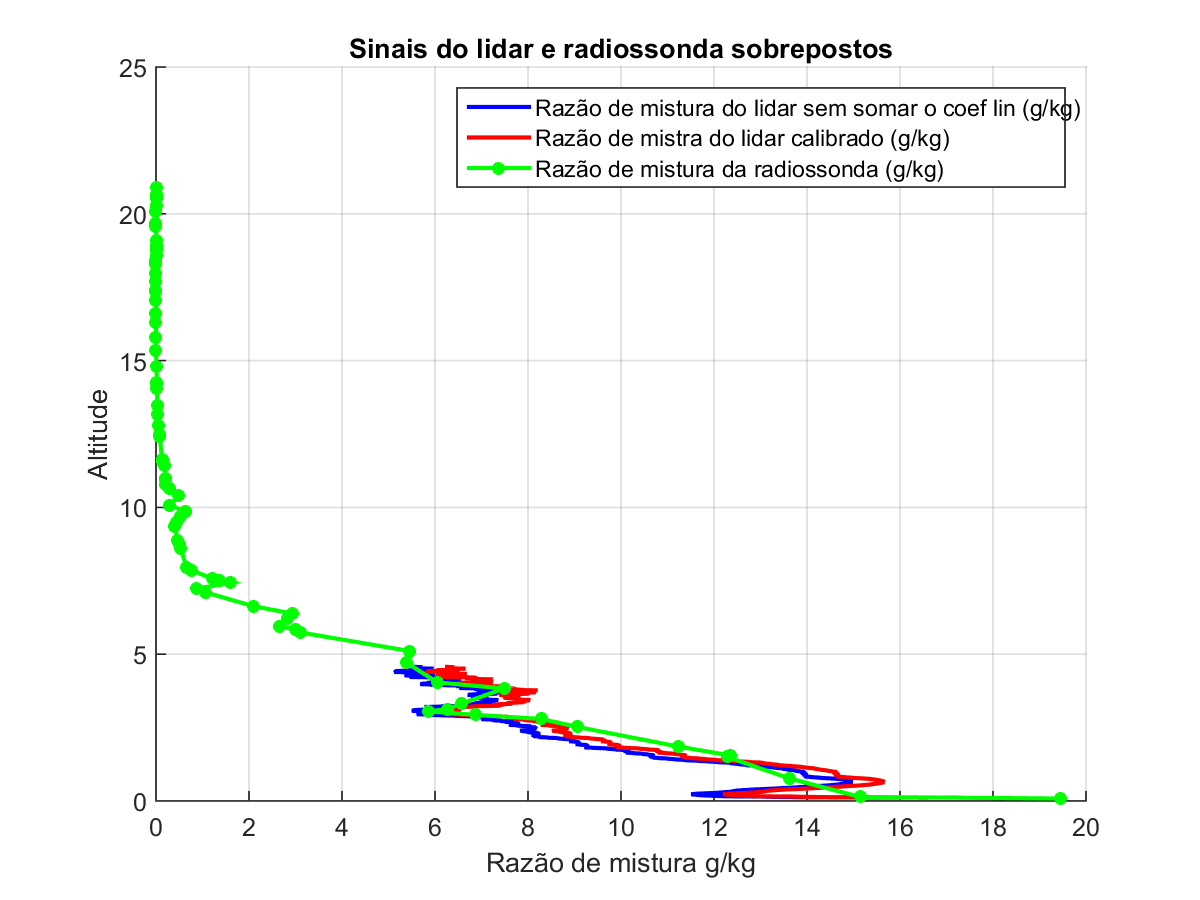 Sinais do lidar e radiossonda sobrepostos
25
Razão de mistura do lidar sem somar o coef lin (g/kg)
Razão de mistra do lidar calibrado (g/kg)
Razão de mistura da radiossonda (g/kg)
20
15
Altitude
10
5
0
0 2 4 6 8 10 12 14 16 18 20
Razão de mistura g/kg